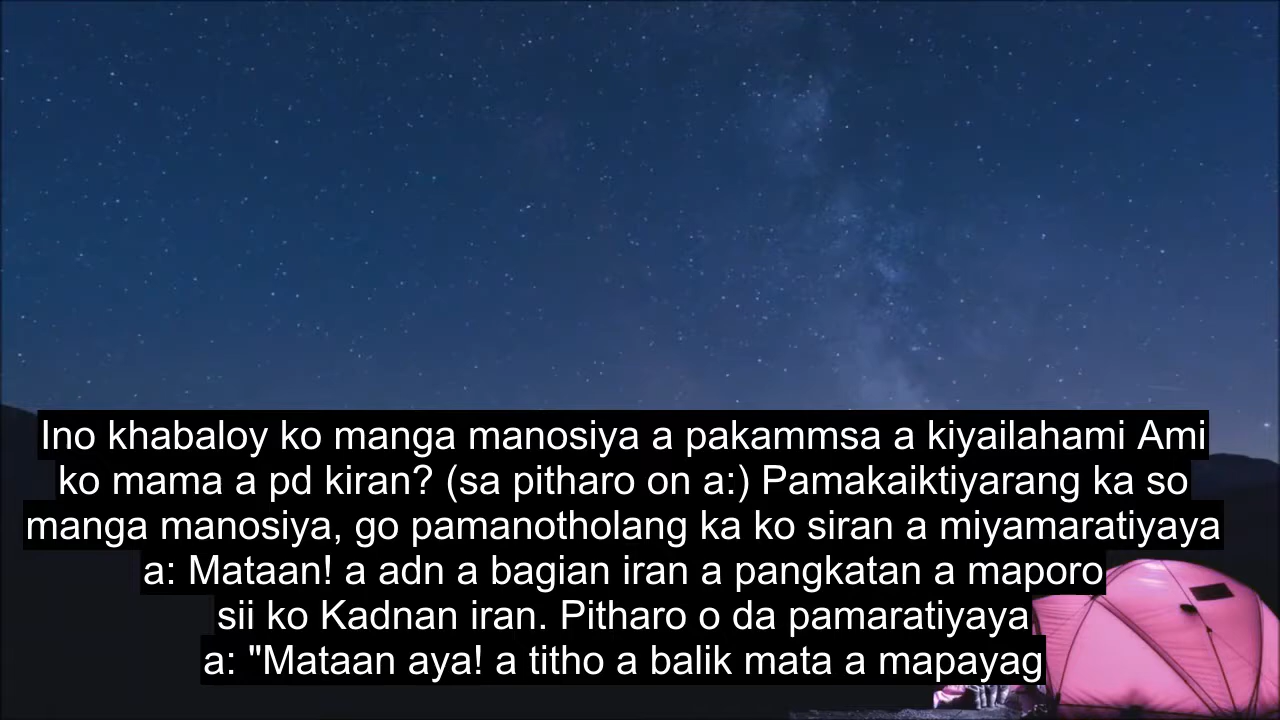 Ino khabaloy ko manga manosiya a pakammsa a kiyailahami Ami
ko mama a pd kiran? (sa pitharo on a:) Pamakaiktiyarang ka so
manga manosiya, go pamanotholang ka ko siran a miyamaratiyaya
a: Mataan! a adn a bagian iran a pangkatan a maporo
sii ko Kadnan iran. Pitharo o da pamaratiyaya
a: "Mataan aya! a titho a balik mata a mapayag